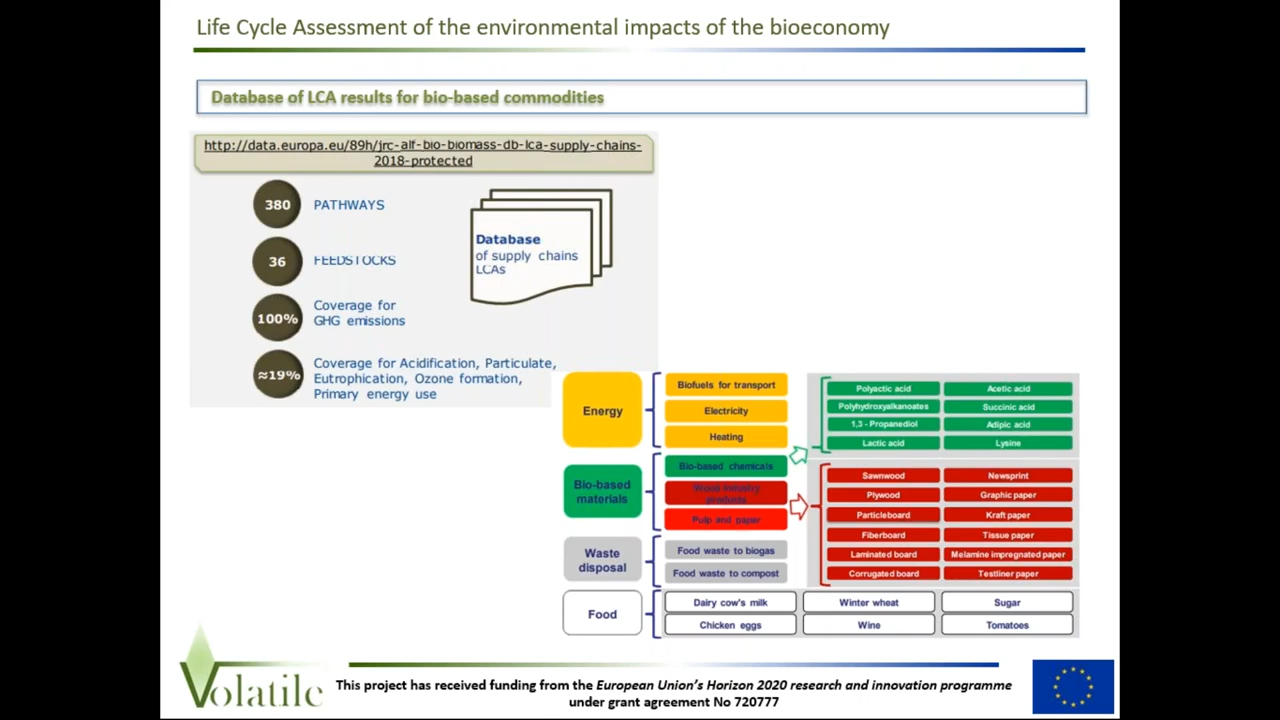 Life Cycle Assessment of the environmental impacts of the bioeconomy
Database of LCA results for bio-based commodities
http://data.europa.eu/89h/jrc-alf-bio-biomass-db-lca-supply-chains-
2018-protected
380
PATHWAYS
36
FEEDSTOCKS
100%
Coverage for
GHG emissions
≈19%
Coverage for Acidification, Particulate,
Eutrophication, Ozone formation,
Primary energy use
Database
of supply chains
LCAs
Energy
Biofuels for transport
Electricity
Heating
Bio-based
materials
Bio-based chemicals
Wood industry
products
Pulp and paper
Polyactic acid
Acetic acid
Polyhydroxyalkanoates
Succinic acid
1,3 - Propanediol
Adipic acid
Lactic acid
Lysine
Sawnwood
Newsprint
Plywood
Graphic paper
Particleboard
Kraft paper
Fiberboard
Tissue paper
Laminated board
Melamine impregnated paper
Corrugated board
Testliner paper
Waste
disposal
Food waste to biogas
Food waste to compost
Food
Dairy cow's milk
Winter wheat
Sugar
Chicken eggs
Wine
Tomatoes
Volatile
This project has received funding from the European Union's Horizon 2020 research and innovation programme
under grant agreement No 720777